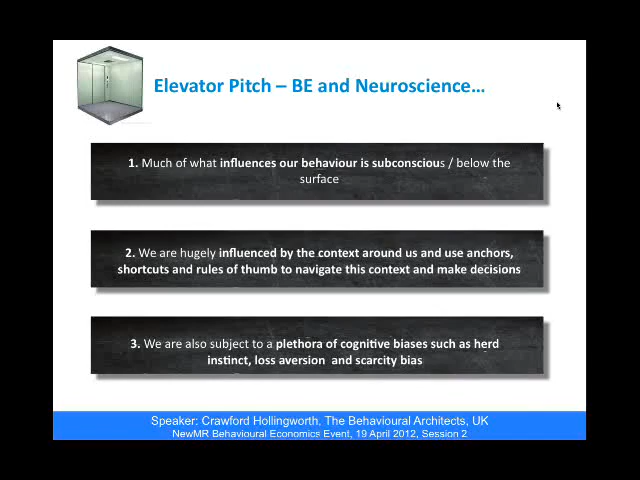 Elevator Pitch – BE and Neuroscience…
1. Much of what influences our behaviour is subconscious / below the
surface
2. We are hugely influenced by the context around us and use anchors,
shortcuts and rules of thumb to navigate this context and make decisions
3. We are also subject to a plethora of cognitive biases such as herd
instinct, loss aversion  and scarcity bias
Speaker: Crawford Hollingworth, The Behavioural Architects, UK
NewMR Behavioural Economics Event, 19 April 2012, Session 2